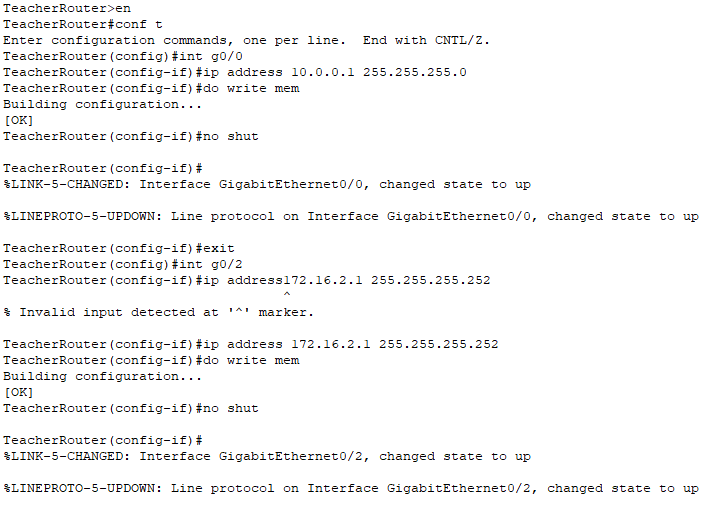 TeacherRouter>en
TeacherRouter#conf t
Enter configuration commands, one per line.  End with CNTL/Z.
TeacherRouter(config)#int g0/0
TeacherRouter(config-if)#ip address 10.0.0.1 255.255.255.0
TeacherRouter(config-if)#do write mem
Building configuration...
[OK]
TeacherRouter(config-if)#no shut
TeacherRouter(config-if)#
%LINK-5-CHANGED: Interface GigabitEthernet0/0, changed state to up
%LINEPROTO-5-UPDOWN: Line protocol on Interface GigabitEthernet0/0, changed state to up
TeacherRouter(config-if)#exit
TeacherRouter(config)#int g0/2
TeacherRouter(config-if)#ip address172.16.2.1 255.255.255.252
^
% Invalid input detected at '^' marker.
TeacherRouter(config-if)#ip address 172.16.2.1 255.255.255.252
TeacherRouter(config-if)#do write mem
Building configuration...
[OK]
TeacherRouter(config-if)#no shut
TeacherRouter(config-if)#
%LINK-5-CHANGED: Interface GigabitEthernet0/2, changed state to up
%LINEPROTO-5-UPDOWN: Line protocol on Interface GigabitEthernet0/2, changed state to up